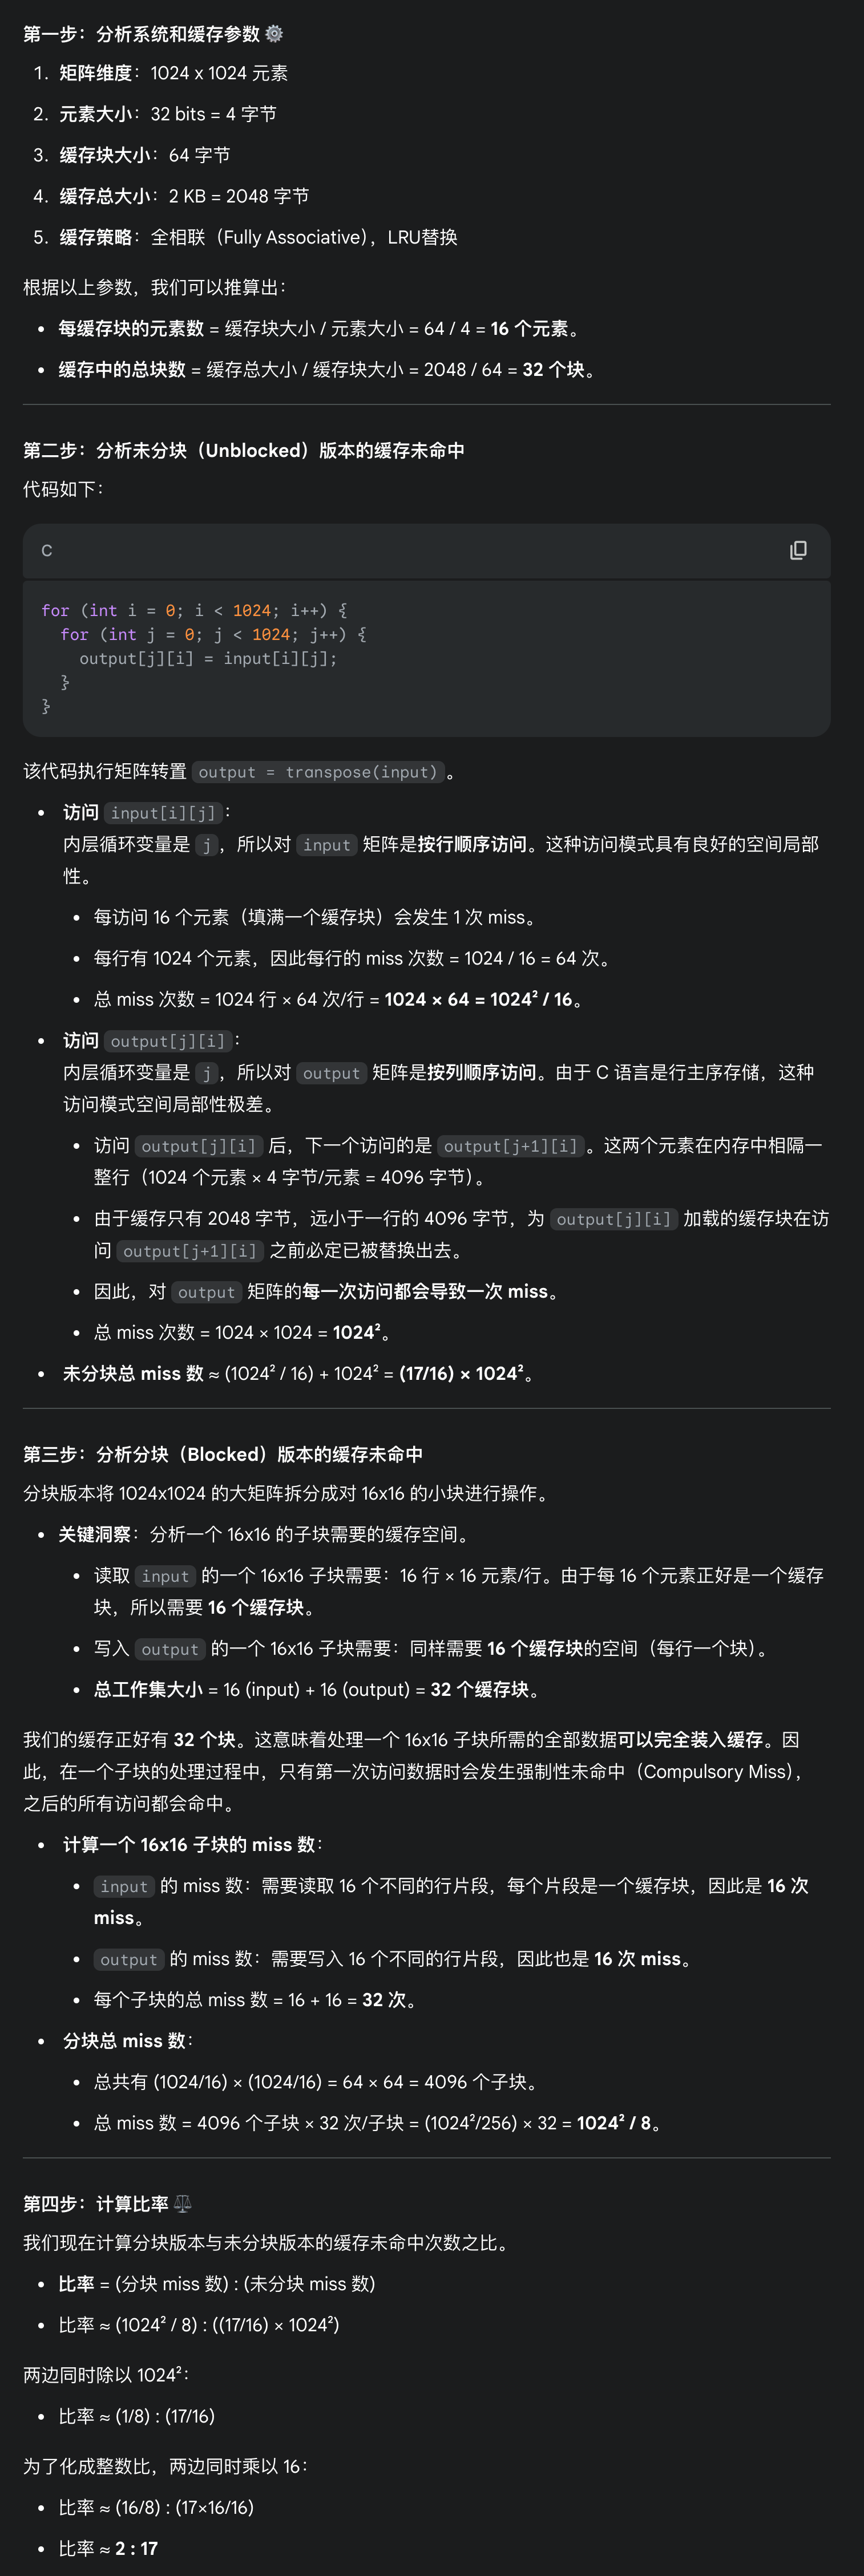 第一步：分析系统和缓存参数 ⚙️
1. 矩阵维度：1024 x 1024 元素
2. 元素大小：32 bits = 4 字节
3. 缓存块大小：64 字节
4. 缓存总大小：2 KB = 2048 字节
5. 缓存策略：全相联（Fully Associative），LRU替换
根据以上参数，我们可以推算出：
• 每缓存块的元素数 = 缓存块大小 / 元素大小 = 64 / 4 = 16 个元素。
• 缓存中的总块数 = 缓存总大小 / 缓存块大小 = 2048 / 64 = 32 个块。
第二步：分析未分块（Unblocked）版本的缓存未命中
代码如下：
C
for (int i = 0; i < 1024; i++) {
  for (int j = 0; j < 1024; j++) {
    output[j][i] = input[i][j];
  }
}
该代码执行矩阵转置 output = transpose(input) 。
• 访问 input[i][j] :
内层循环变量是 j ，所以对 input 矩阵是按行顺序访问。这种访问模式具有良好的空间局部
性。
• 每访问 16 个元素（填满一个缓存块）会发生 1 次 miss。
• 每行有 1024 个元素，因此每行的 miss 次数 = 1024 / 16 = 64 次。
• 总 miss 次数 = 1024 行 × 64 次/行 = 1024 × 64 = 1024² / 16。
• 访问 output[j][i] :
内层循环变量是 j ，所以对 output 矩阵是按列顺序访问。由于 C 语言是行主序存储，这种
访问模式空间局部性极差。
• 访问 output[j][i] 后，下一个访问的是 output[j+1][i] 。这两个元素在内存中相隔一
整行（1024 个元素 × 4 字节/元素 = 4096 字节）。
• 由于缓存只有 2048 字节，远小于一行的 4096 字节，为 output[j][i] 加载的缓存块在访
问 output[j+1][i] 之前必定已被替换出去。
• 因此，对 output 矩阵的每一次访问都会导致一次 miss。
• 总 miss 次数 = 1024 × 1024 = 1024²。
• 未分块总 miss 数 ≈ (1024² / 16) + 1024² = (17/16) × 1024²。
第三步：分析分块（Blocked）版本的缓存未命中
分块版本将 1024x1024 的大矩阵拆分成对 16x16 的小块进行操作。
• 关键洞察：分析一个 16x16 的子块需要的缓存空间。
• 读取 input 的一个 16x16 子块需要：16 行 × 16 元素/行。由于每 16 个元素正好是一个缓存
块，所以需要 16 个缓存块。
• 写入 output 的一个 16x16 子块需要：同样需要 16 个缓存块的空间（每行一个块）。
• 总工作集大小 = 16 (input) + 16 (output) = 32 个缓存块。
我们的缓存正好有 32 个块。这意味着处理一个 16x16 子块所需的全部数据可以完全装入缓存。因
此，在一个子块的处理过程中，只有第一次访问数据时会发生强制性未命中（Compulsory Miss），
之后的所有访问都会命中。
• 计算一个 16x16 子块的 miss 数：
• input 的 miss 数：需要读取 16 个不同的行片段，每个片段是一个缓存块，因此是 16 次
miss。
• output 的 miss 数：需要写入 16 个不同的行片段，因此也是 16 次 miss。
• 每个子块的总 miss 数 = 16 + 16 = 32 次。
• 分块总 miss 数：
• 总共有 (1024/16) × (1024/16) = 64 × 64 = 4096 个子块。
• 总 miss 数 = 4096 个子块 × 32 次/子块 = (1024²/256) × 32 = 1024² / 8。
第四步：计算比率 ⚖️
我们现在计算分块版本与未分块版本的缓存未命中次数之比。
• 比率 = (分块 miss 数) : (未分块 miss 数)
• 比率 ≈ (1024² / 8) : ((17/16) × 1024²)
两边同时除以 1024²：
• 比率 ≈ (1/8) : (17/16)
为了化成整数比，两边同时乘以 16：
• 比率 ≈ (16/8) : (17×16/16)
• 比率 ≈ 2 : 17